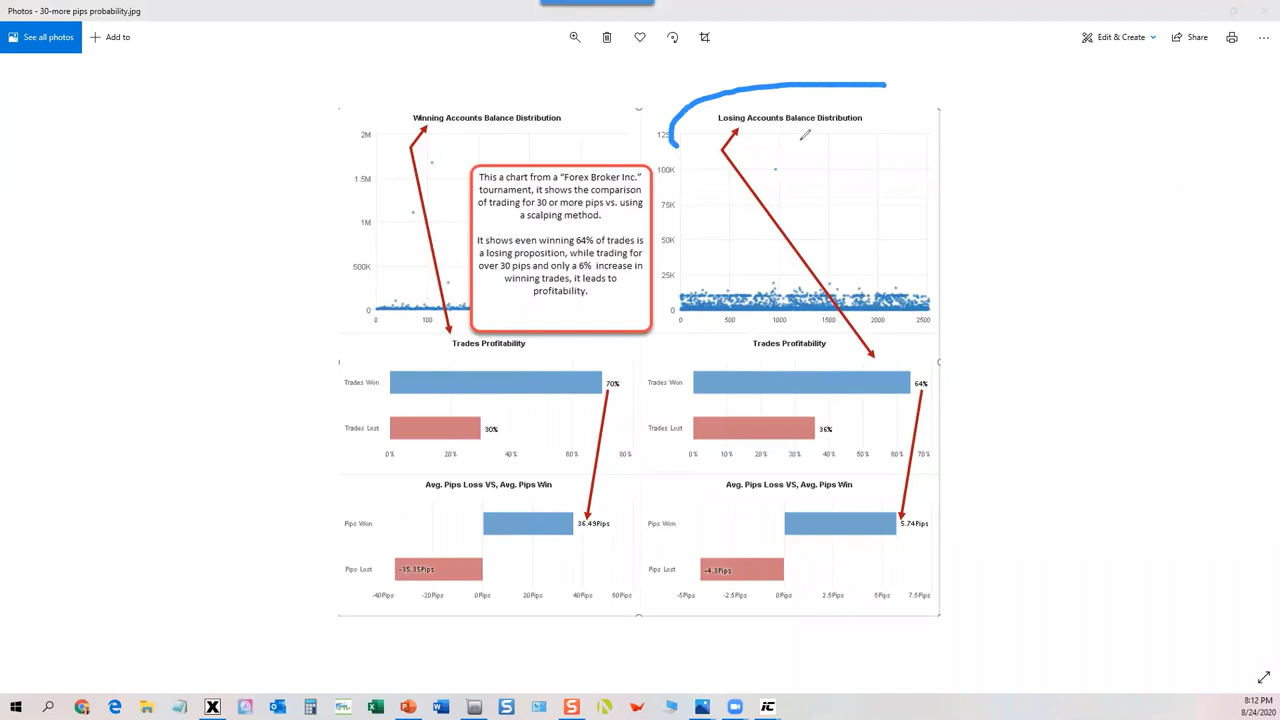 Photos - 30-more pips probability.jpg
See all photos
Add to
Edit & Create
Share
Winning Accounts Balance Distribution
2M
1.5M
1M
500K
0
0 100
This a chart from a “Forex Broker Inc.”
tournament, it shows the comparison
of trading for 30 or more pips vs. using
a scalping method.
It shows even winning 64% of trades is
a losing proposition, while trading for
over 30 pips and only a 6% increase in
winning trades, it leads to
profitability.
Losing Accounts Balance Distribution
100K
75K
50K
25K
0
0 500 1000 1500 2000 2500
Trades Profitability
Trades Won 70%
Trades Lost 30%
0% 20% 40% 60% 80%
Trades Profitability
Trades Won 64%
Trades Lost 36%
0% 10% 20% 30% 40% 50% 60% 70%
Avg. Pips Loss VS, Avg. Pips Win
Pips Won 36.49Pips
Pips Lost -35.35Pips
-40Pips -20Pips 0Pips 20Pips 40Pips 60Pips
Avg. Pips Loss VS, Avg. Pips Win
Pips Won 5.74Pips
Pips Lost -4.3Pips
-5Pips -2.5Pips 0Pips 2.5Pips 5Pips 7.5Pips
8:12 PM
8/24/2020